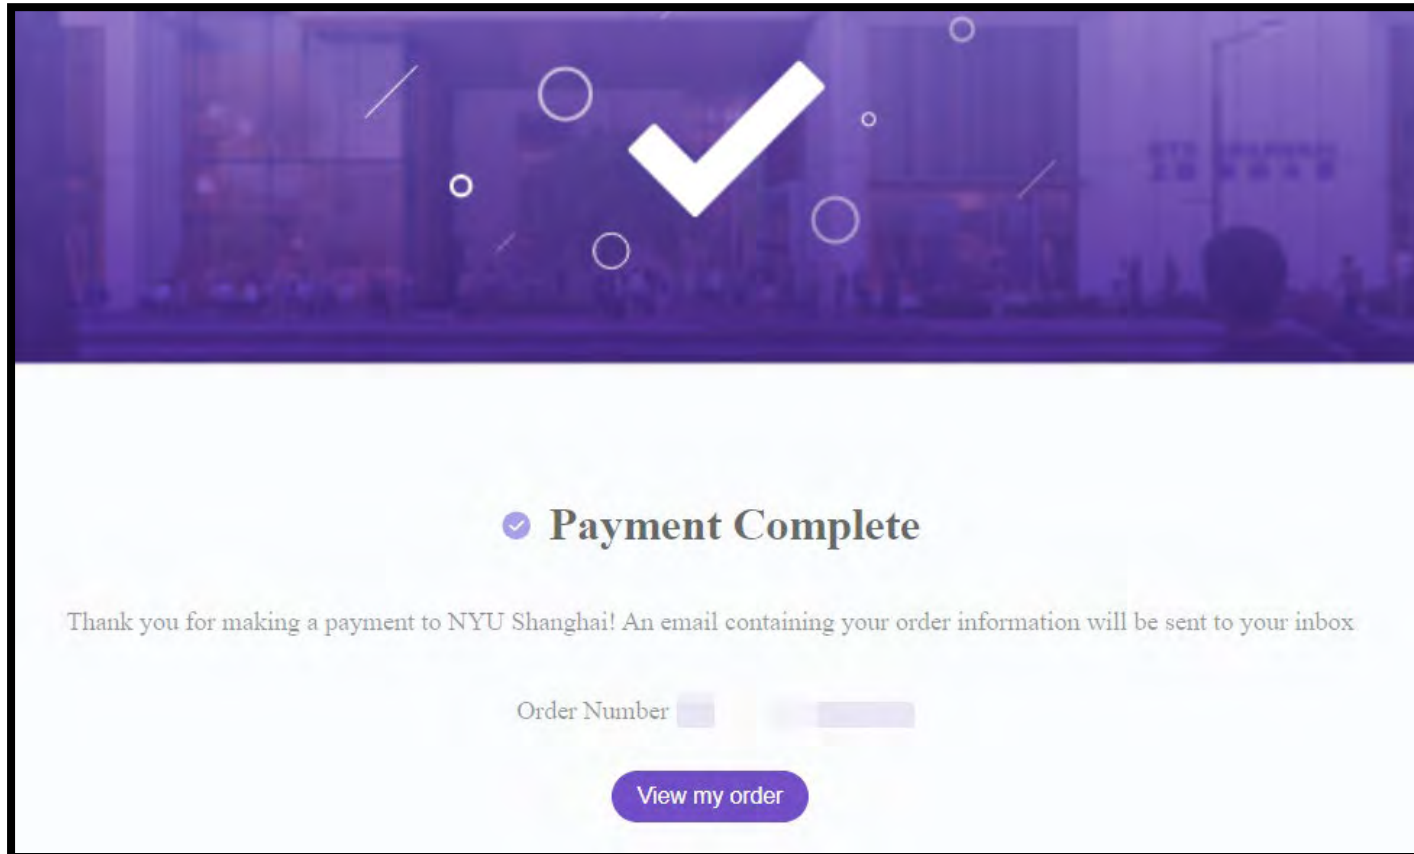 Payment Complete
Thank you for making a payment to NYU Shanghai! An email containing your order information will be sent to your inbox
Order Number
View my order